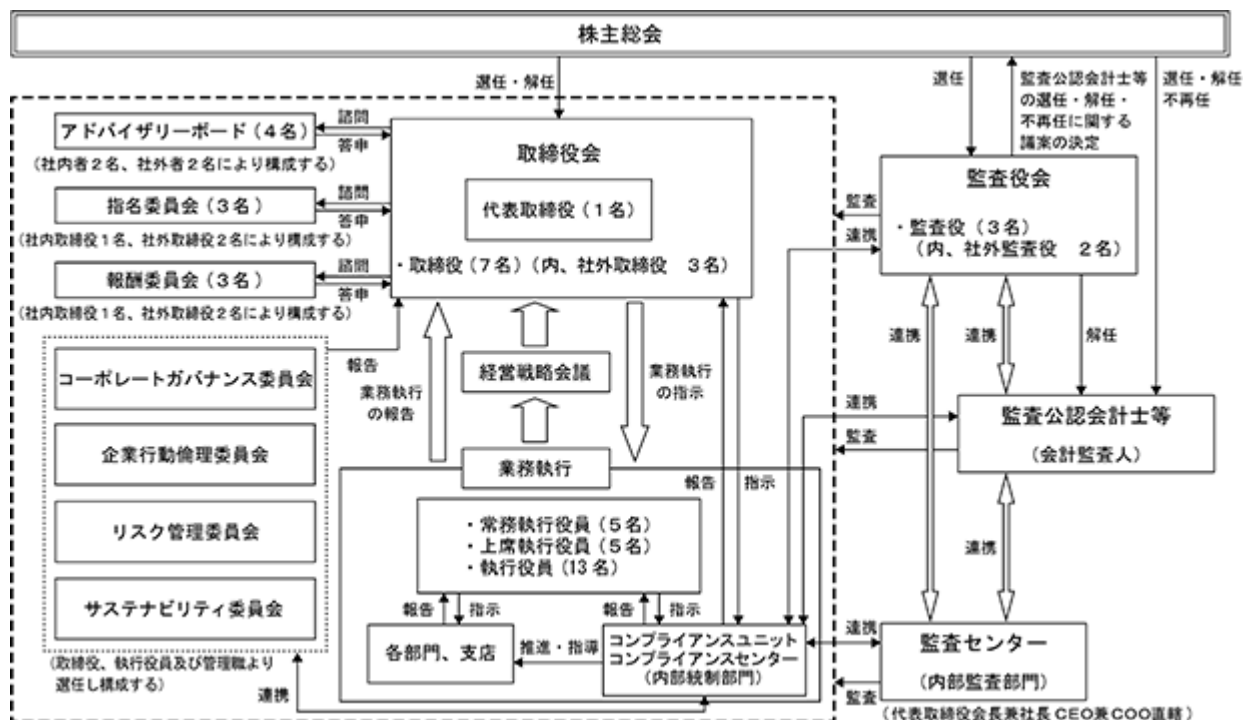 株主総会
選任・解任
選任
監査公認会計士等
の選任・解任・
不再任に関する
議案の決定
選任・解任
不再任
アドバイザリーボード（４名）
（社内者２名、社外者２名により構成する）
諮問
答申
指名委員会（３名）
（社内取締役１名、社外取締役２名により構成する）
諮問
答申
報酬委員会（３名）
（社内取締役１名、社外取締役２名により構成する）
諮問
答申
取締役会
代表取締役（１名）
・取締役（７名）（内、社外取締役　３名）
監査
連携
監査役会
・監査役（３名）
（内、社外監査役　２名）
コーポレートガバナンス委員会
企業行動倫理委員会
リスク管理委員会
サステナビリティ委員会
（取締役、執行役員及び管理職より
選任し構成する）
報告
業務執行
の報告
経営戦略会議
業務執行
の指示
連携
連携
解任
連携
監査
監査公認会計士等
（会計監査人）
業務執行
報告
指示
・常務執行役員（５名）
・上席執行役員（５名）
・執行役員（13名）
連携
報告
指示
報告
指示
各部門、支店
推進・指導
コンプライアンスユニット
コンプライアンスセンター
（内部統制部門）
連携
監査
監査センター
（内部監査部門）
（代表取締役会長兼社長CEO兼COO直轄）
連携